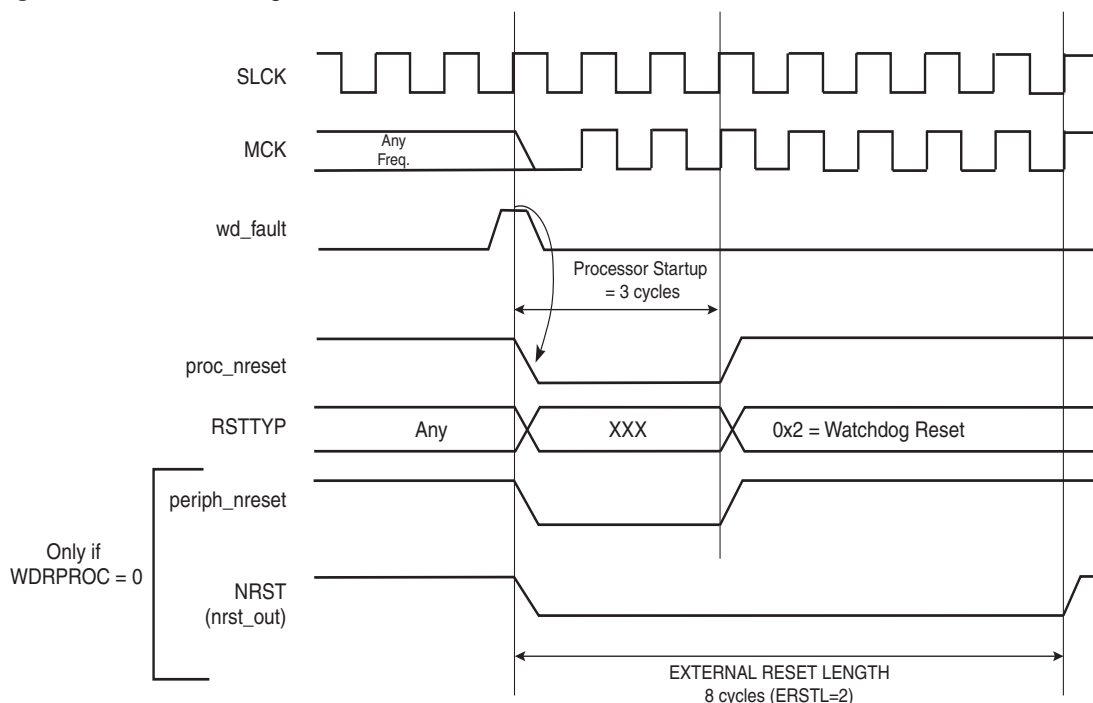 SLCK
MCK
Any
Freq.
wd_fault
Processor Startup
= 3 cycles
proc_nreset
RSTTYP
Any
XXX
0x2 = Watchdog Reset
periph_nreset
Only if
WDRPROC = 0
NRST
(nrst_out)
EXTERNAL RESET LENGTH
8 cycles (ERSTL=2)